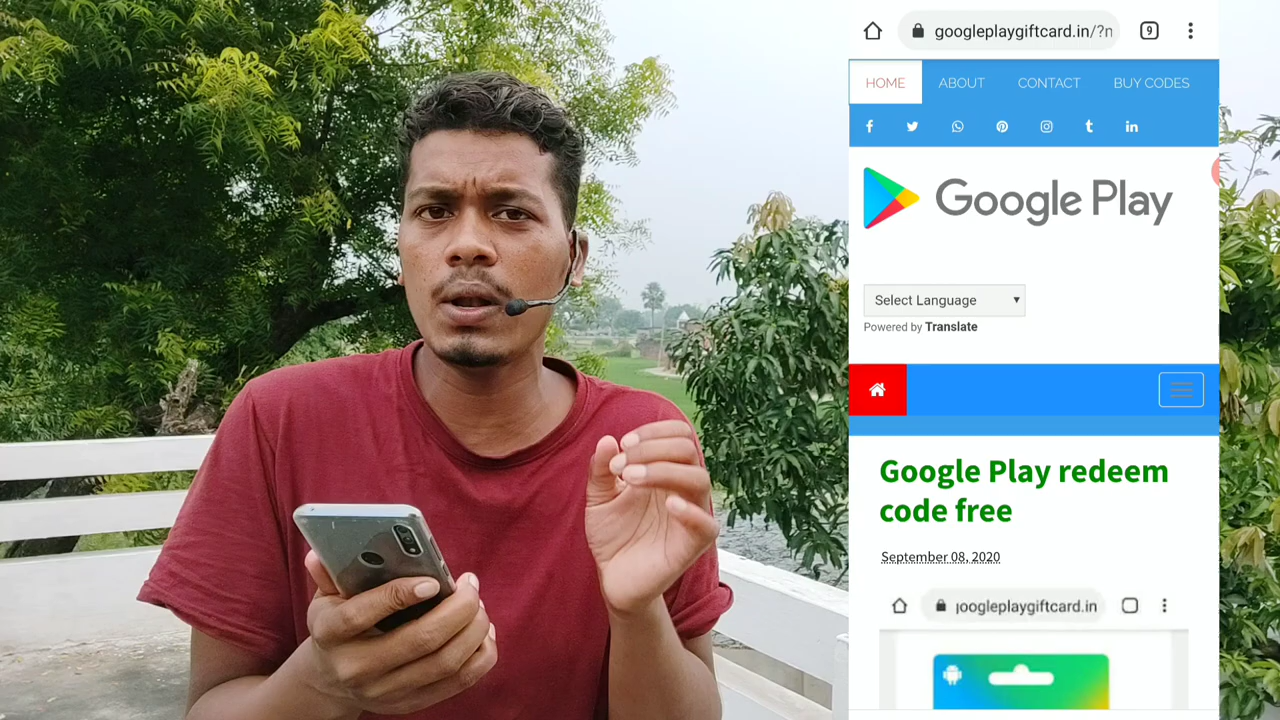 googleplaygiftcard.in/?n
9
HOME ABOUT CONTACT BUY CODES
Google Play
Select Language
Powered by Translate
Google Play redeem
code free
September 08, 2020
googleplaygiftcard.in